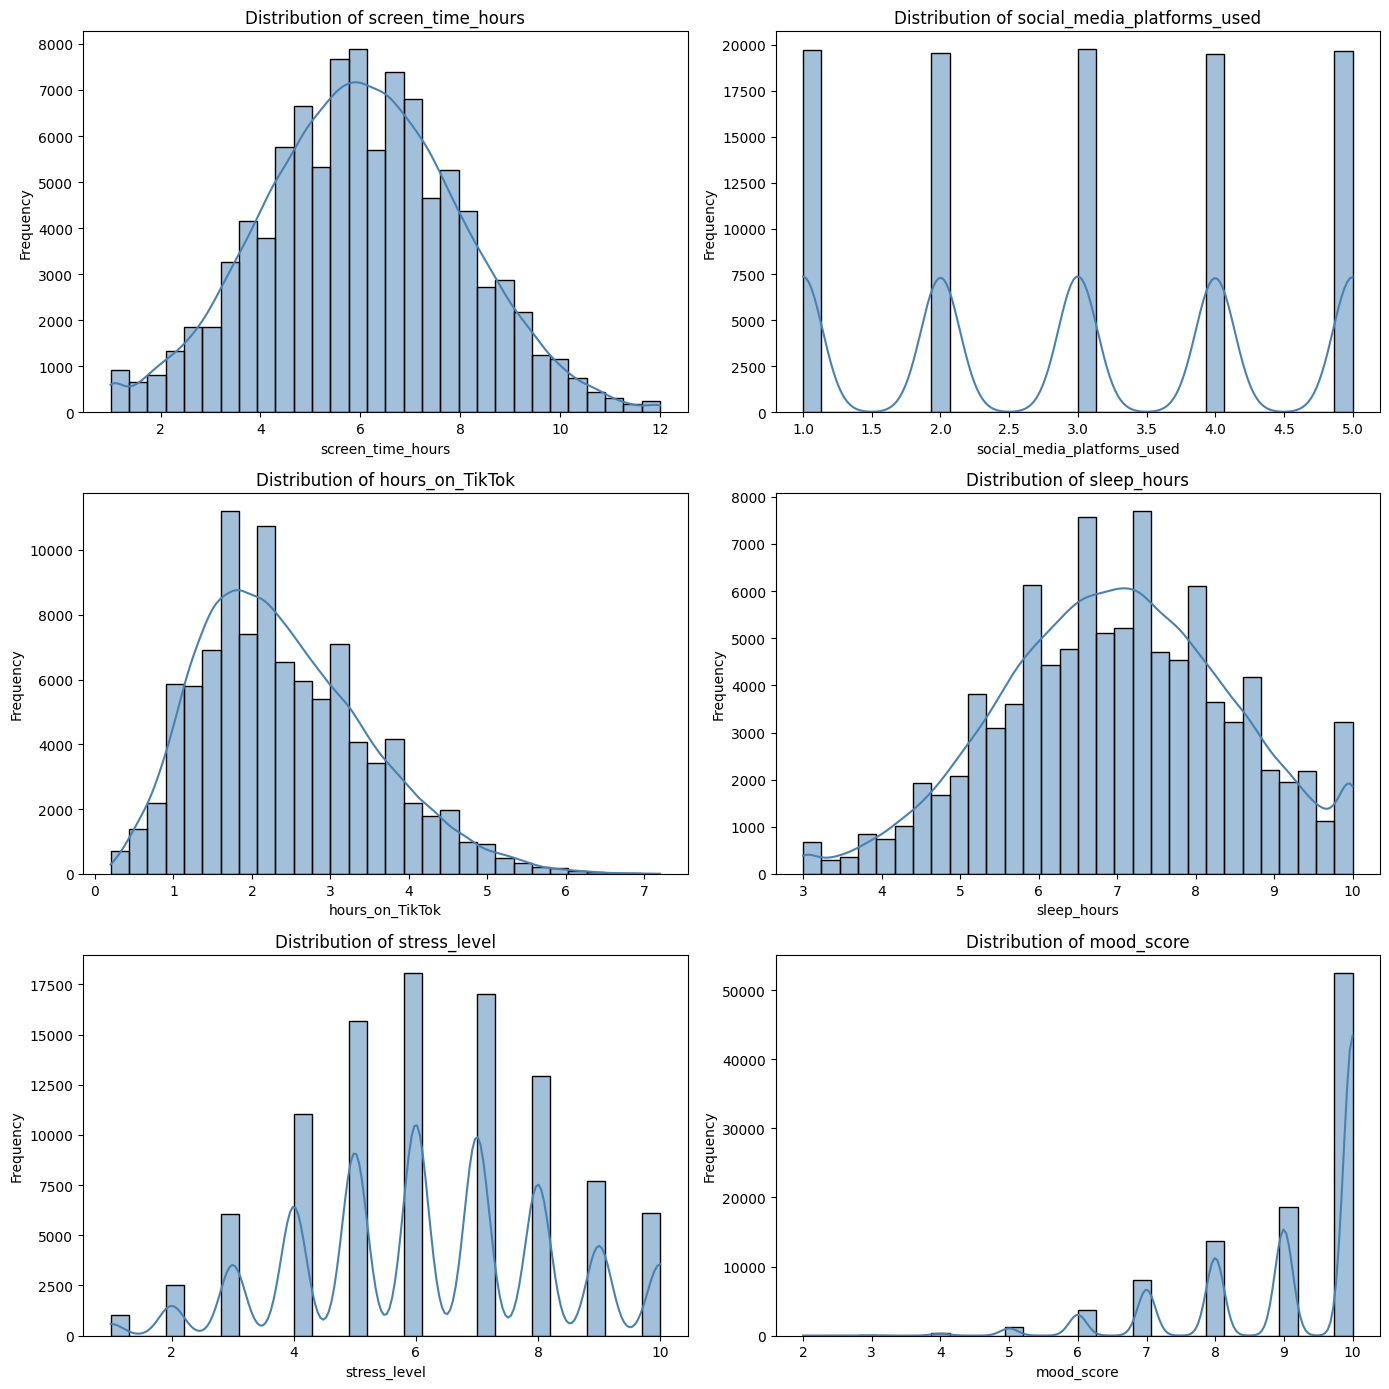 Distribution of screen_time_hours
Frequency
8000
7000
6000
5000
4000
3000
2000
1000
0
2 4 6 8 10 12
screen_time_hours
Distribution of social_media_platforms_used
Frequency
20000
17500
15000
12500
10000
7500
5000
2500
0
1.0 1.5 2.0 2.5 3.0 3.5 4.0 4.5 5.0
social_media_platforms_used
Distribution of hours_on_TikTok
Frequency
10000
8000
6000
4000
2000
0
0 1 2 3 4 5 6 7
hours_on_TikTok
Distribution of sleep_hours
Frequency
8000
7000
6000
5000
4000
3000
2000
1000
0
3 4 5 6 7 8 9 10
sleep_hours
Distribution of stress_level
Frequency
17500
15000
12500
10000
7500
5000
2500
0
2 4 6 8 10
stress_level
Distribution of mood_score
Frequency
50000
40000
30000
20000
10000
0
2 3 4 5 6 7 8 9 10
mood_score